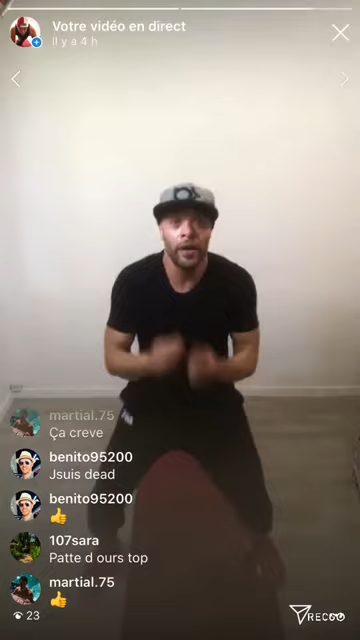 Votre vidéo en direct
Il y a 4 h
martial.75
Ça creve
benito95200
Jsuis dead
benito95200
👍
107sara
Patte d ours top
martial.75
👍
23